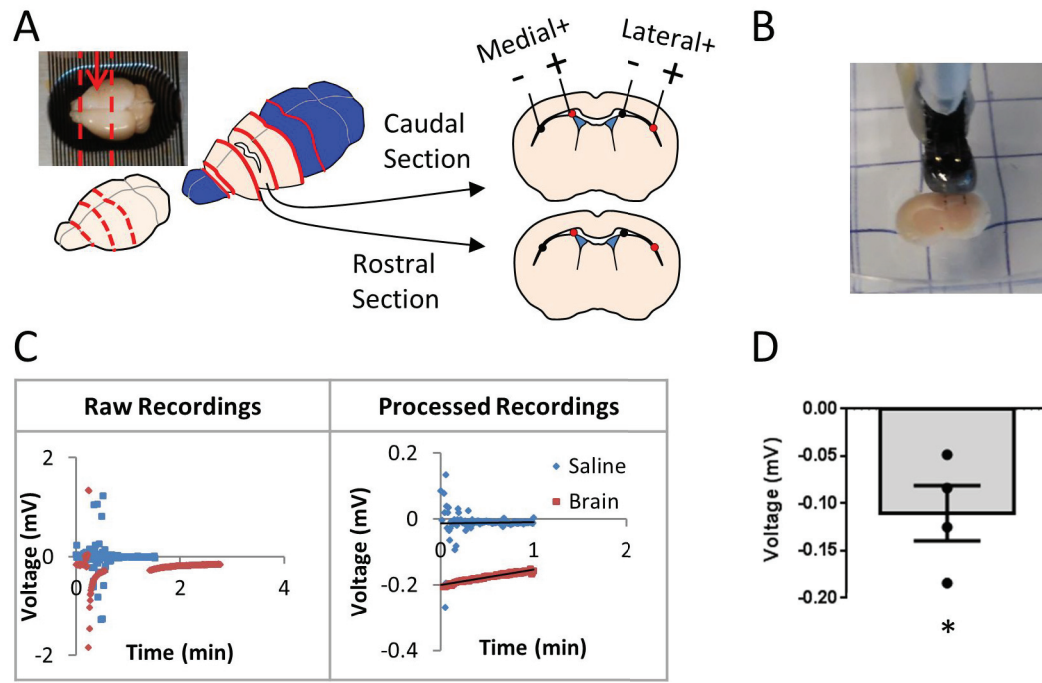 A
Medial+
Lateral+
- +
- +
Caudal
Section
Rostral
Section
B
C
Raw Recordings
Processed Recordings
Voltage (mV)
2
0
-2
0
2
4
Time (min)
Voltage (mV)
0.2
0
-0.2
-0.4
0
1
2
Time (min)
Saline
Brain
D
Voltage (mV)
0.00
-0.05
-0.10
-0.15
-0.20
*